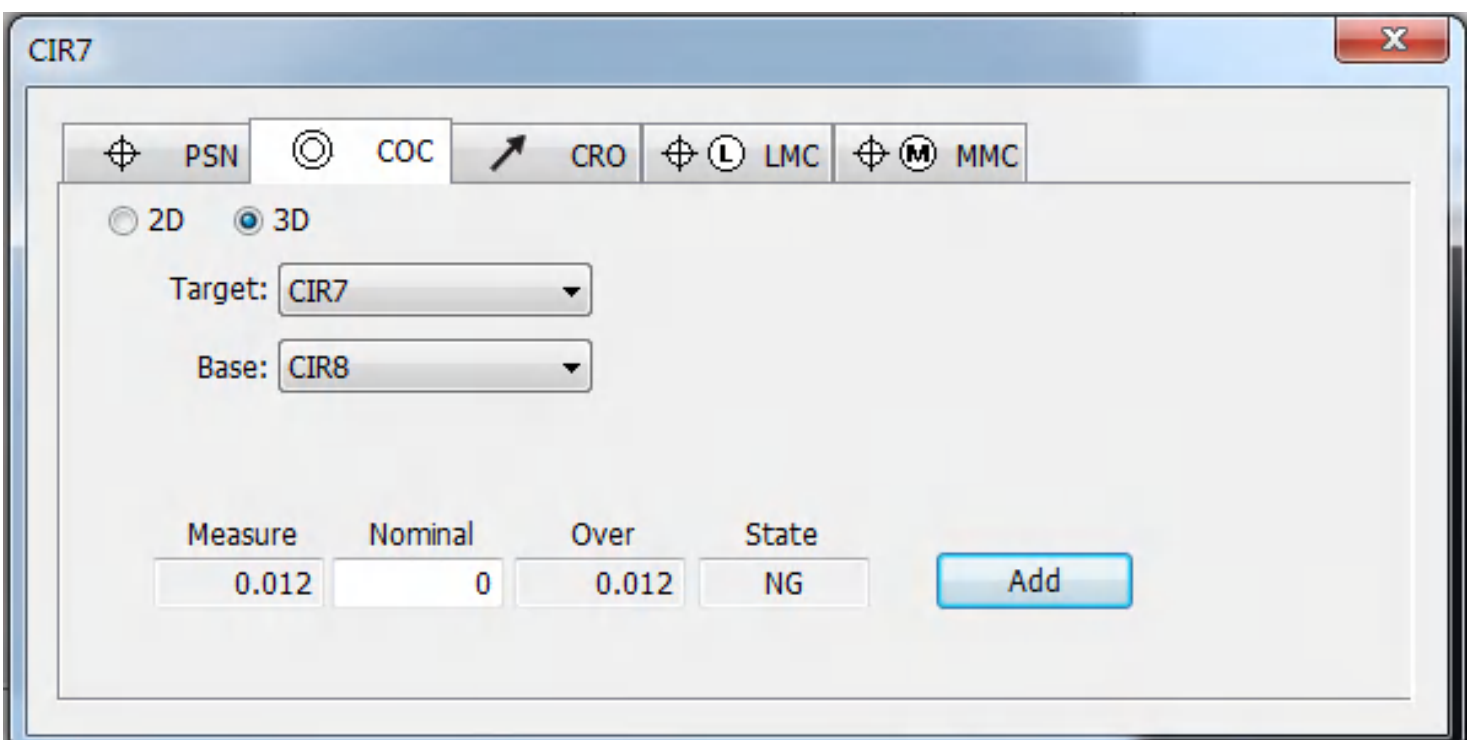 CIR7
PSN COC CRO L LMC M MMC
2D 3D
Target: CIR7
Base: CIR8
Measure Nominal Over State
0.012 0 0.012 NG Add